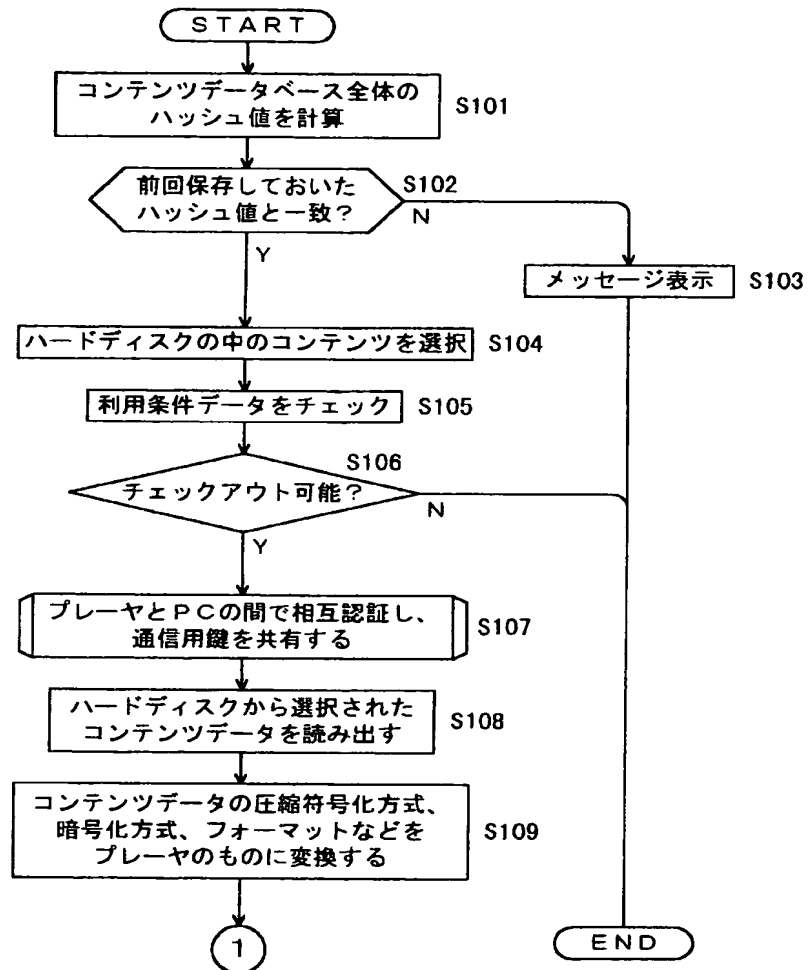 START
コンテンツデータベース全体の
ハッシュ値を計算
S101
前回保存しておいた
ハッシュ値と一致?
S102
N
Y
メッセージ表示
S103
ハードディスクの中のコンテンツを選択
S104
利用条件データをチェック
S105
S106
チェックアウト可能?
N
Y
プレーヤとPCの間で相互認証し、
通信用鍵を共有する
S107
ハードディスクから選択された
コンテンツデータを読み出す
S108
コンテンツデータの圧縮符号化方式、
暗号化方式、フォーマットなどを
プレーヤのものに変換する
S109
1
END